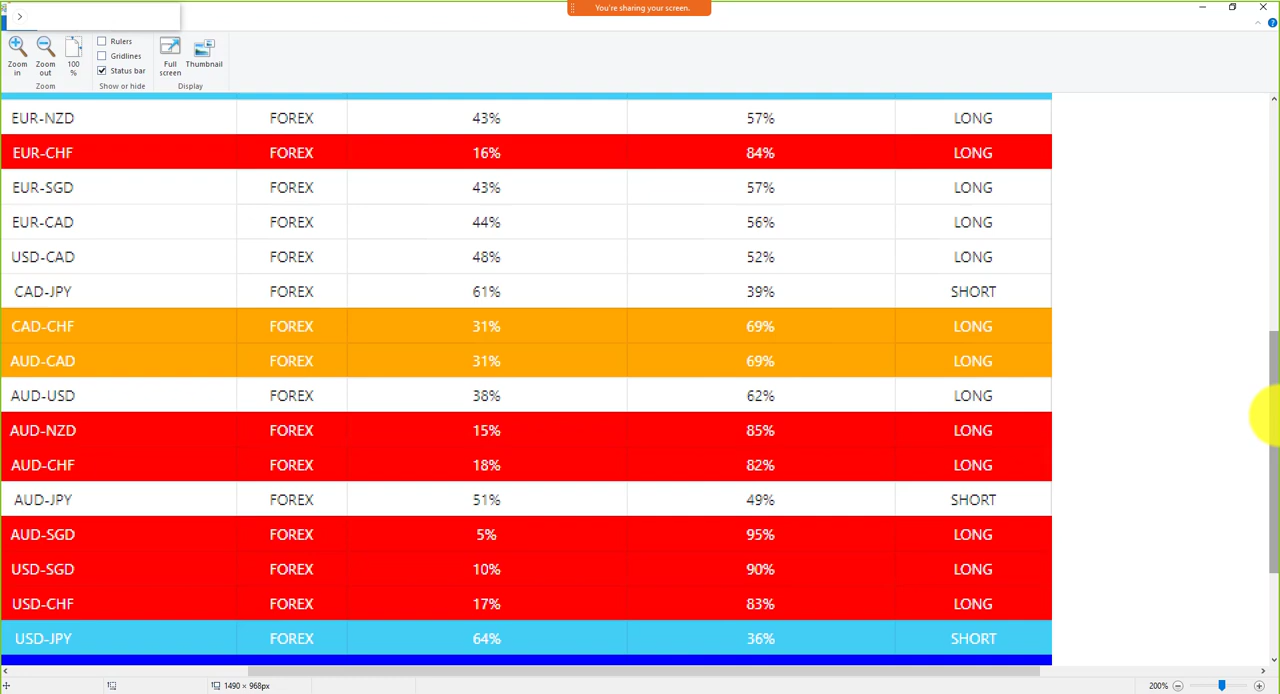 You're sharing your screen.
Zoom in
Zoom out
100 %
Rulers
Gridlines
Status bar
Full screen
Thumbnail
Zoom
Show or hide
Display
EUR-NZD FOREX 43% 57% LONG
EUR-CHF FOREX 16% 84% LONG
EUR-SGD FOREX 43% 57% LONG
EUR-CAD FOREX 44% 56% LONG
USD-CAD FOREX 48% 52% LONG
CAD-JPY FOREX 61% 39% SHORT
CAD-CHF FOREX 31% 69% LONG
AUD-CAD FOREX 31% 69% LONG
AUD-USD FOREX 38% 62% LONG
AUD-NZD FOREX 15% 85% LONG
AUD-CHF FOREX 18% 82% LONG
AUD-JPY FOREX 51% 49% SHORT
AUD-SGD FOREX 5% 95% LONG
USD-SGD FOREX 10% 90% LONG
USD-CHF FOREX 17% 83% LONG
USD-JPY FOREX 64% 36% SHORT
1490 × 968px 200%